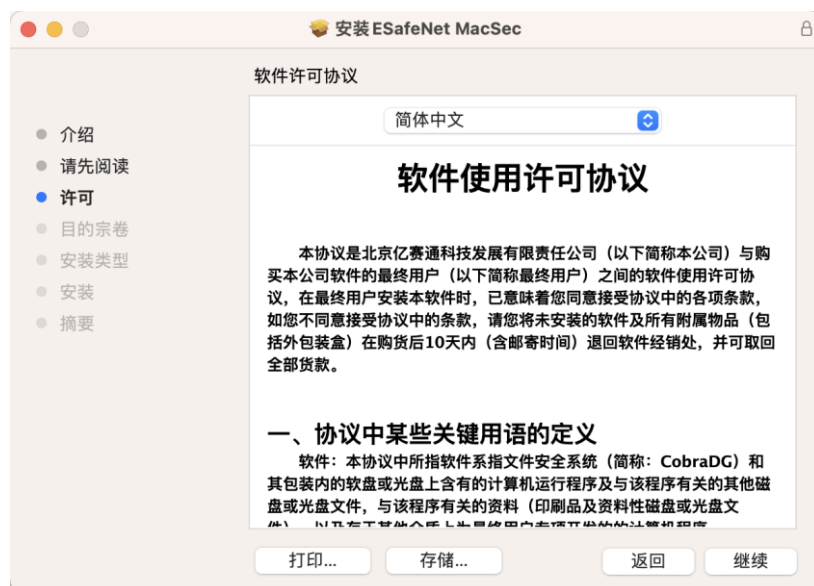 安装 ESafeNet MacSec
软件许可协议
介绍
请先阅读
许可
目的宗卷
安装类型
安装
摘要
简体中文
软件使用许可协议
本协议是北京亿赛通科技发展有限责任公司（以下简称本公司）与购
买本公司软件的最终用户（以下简称最终用户）之间的软件使用许可协
议，在最终用户安装本软件时，已意味着您同意接受协议中的各项条款，
如您不同意接受协议中的条款，请您将未安装的软件及所有附属物品（包
括外包装盒）在购货后10天内（含邮寄时间）退回软件经销处，并可取回
全部货款。
一、协议中某些关键用语的定义
软件：本协议中所指软件系指文件安全系统（简称：CobraDG）和
其包装内的软盘或光盘上含有的计算机运行程序及与该程序有关的其他磁
盘或光盘文件，与该程序有关的资料（印刷品及资料性磁盘或光盘文
打印...
存储...
返回
继续